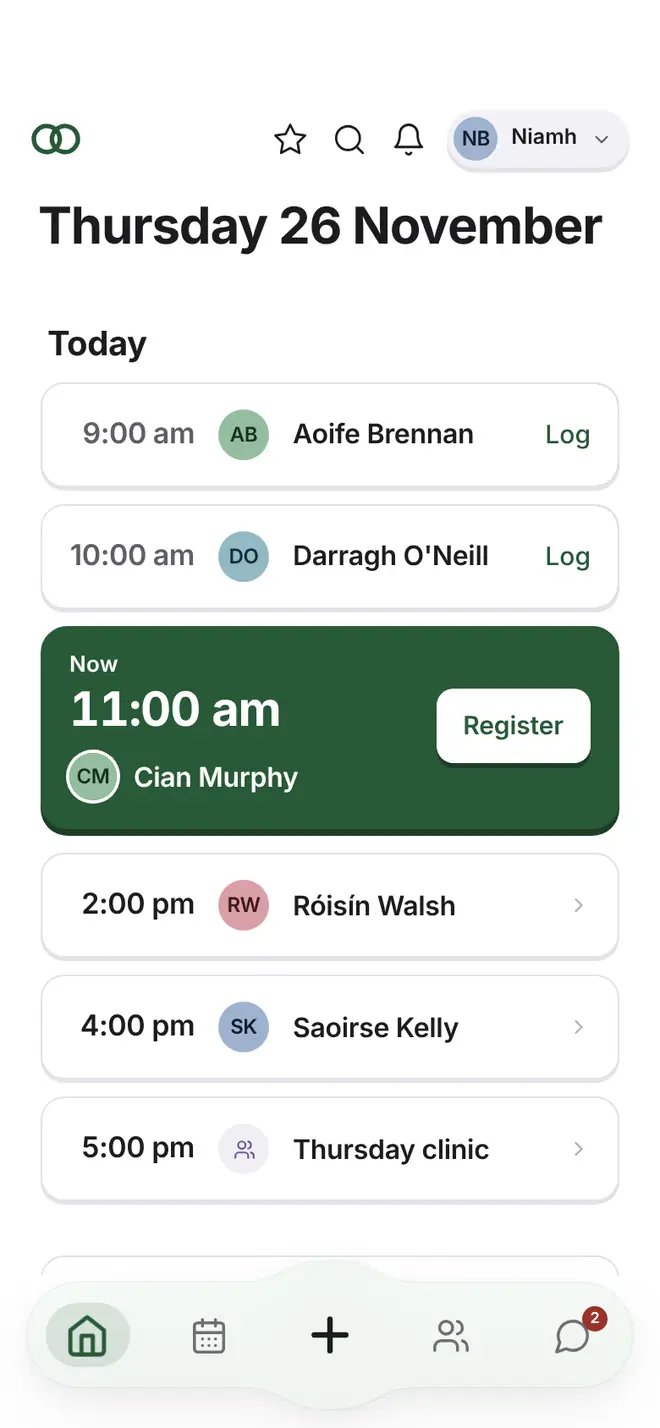 NB Niamh
Thursday 26 November
Today
9:00 am AB Aoife Brennan Log
10:00 am DO Darragh O'Neill Log
Now
11:00 am
Register
CM Cian Murphy
2:00 pm RW Róisín Walsh
4:00 pm SK Saoirse Kelly
5:00 pm Thursday clinic
2